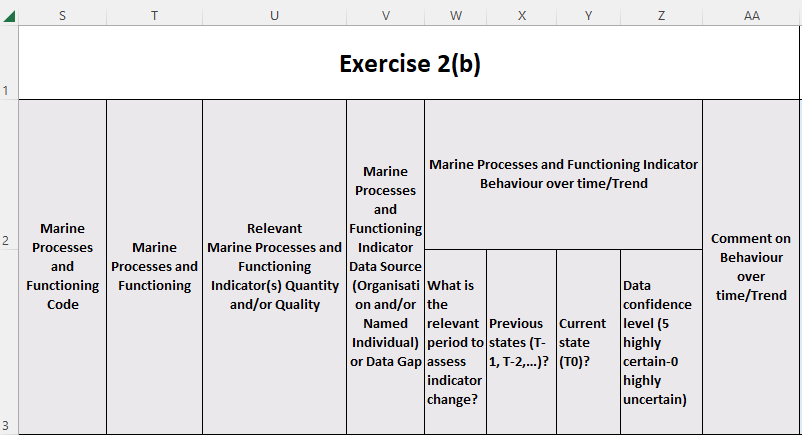 S T U V W X Y Z AA
1
Exercise 2(b)
2
3
Marine
Processes
and
Functioning
Code
Marine
Processes and
Functioning
Relevant
Marine Processes and
Functioning
Indicator(s) Quantity
and/or Quality
Marine
Processes
and
Functioning
Indicator
Data Source
(Organisati
on and/or
Named
Individual)
or Data Gap
Marine Processes and Functioning Indicator
Behaviour over time/Trend
What is
the
relevant
period to
assess
indicator
change?
Previous
states (T-
1, T-2,...)?
Current
state
(T0)?
Data
confidence
level (5
highly
certain-0
highly
uncertain)
Comment on
Behaviour
over
time/Trend